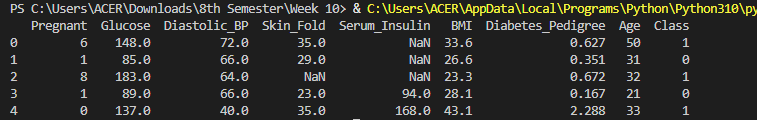 PS C:\Users\ACER\Downloads\8th Semester\Week 10> & C:\Users\ACER\AppData\Local\Programs\Python\Python310\py
Pregnant Glucose Diastolic_BP Skin_Fold Serum_Insulin BMI Diabetes_Pedigree Age Class
0 6 148.0 72.0 35.0 NaN 33.6 0.627 50 1
1 1 85.0 66.0 29.0 NaN 26.6 0.351 31 0
2 8 183.0 64.0 NaN NaN 23.3 0.672 32 1
3 1 89.0 66.0 23.0 94.0 28.1 0.167 21 0
4 0 137.0 40.0 35.0 168.0 43.1 2.288 33 1